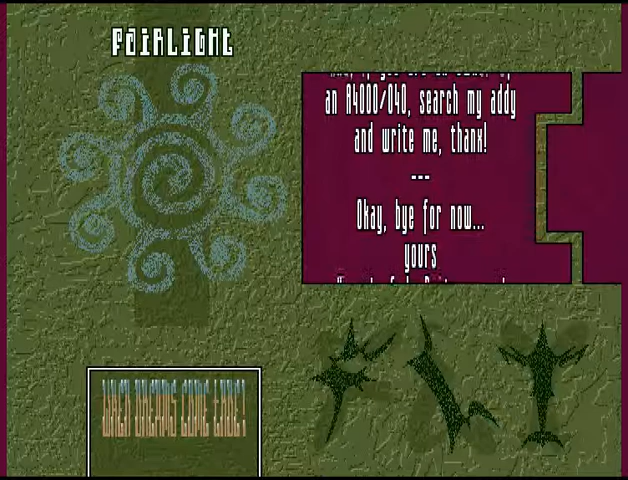 FAIRLIGHT
an A4000/040, search my addy
and write me, thanx!
---
Okay, bye for now...
yours
WHEN DREAMS COME TRUE!
FLT